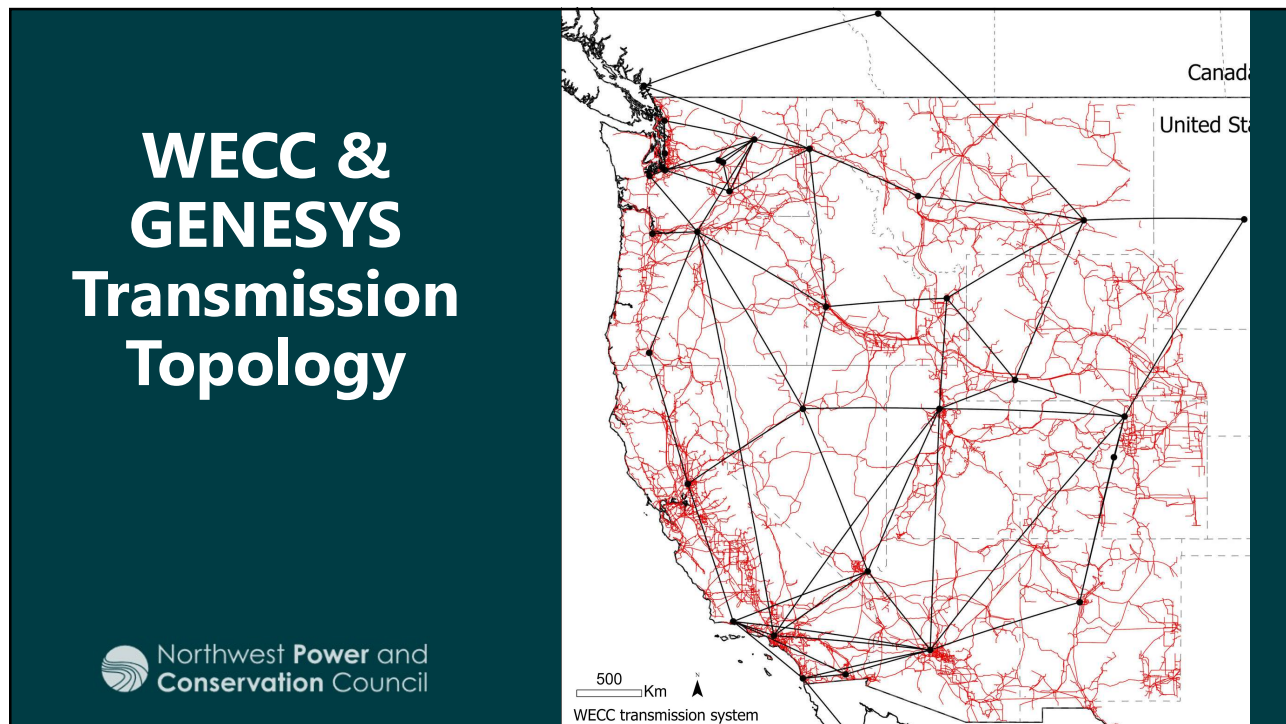 WECC &
GENESYS
Transmission
Topology
Northwest Power and
Conservation Council
Canada
United Sta
500
Km
N
WECC transmission system